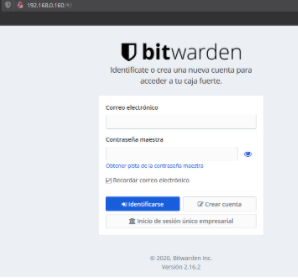 192.168.0.160/#/
bitwarden
Identifícate o crea una nueva cuenta para
acceder a tu caja fuerte.
Correo electrónico
Contraseña maestra
Obtener pista de la contraseña maestra
Recordar correo electrónico
Identificarse
Crear cuenta
Inicio de sesión único empresarial
© 2026, Bitwarden Inc.
Versión 2.16.2